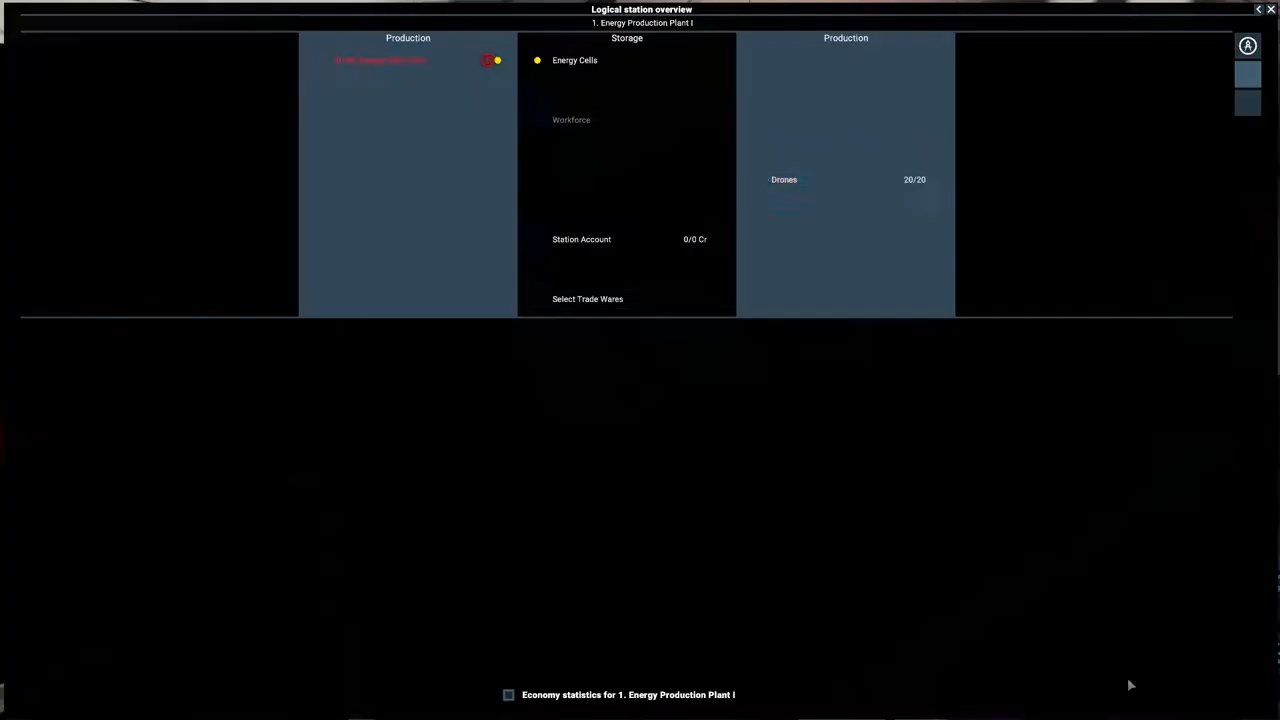 Logical station overview
1. Energy Production Plant I
Production
Storage
Production
Energy Cells
Workforce
Drones 20/20
Station Account 0/0 Cr
Select Trade Wares
Economy statistics for 1. Energy Production Plant I